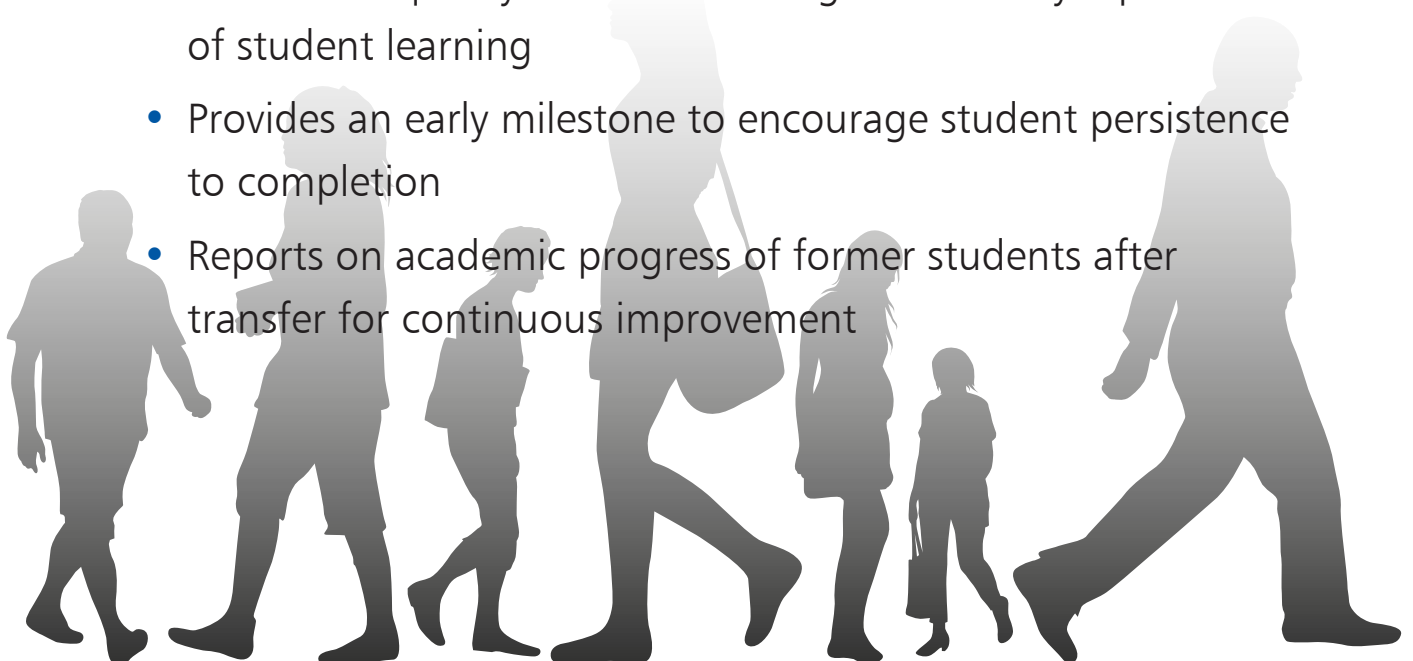 of student learning
• Provides an early milestone to encourage student persistence
to completion
• Reports on academic progress of former students after
transfer for continuous improvement